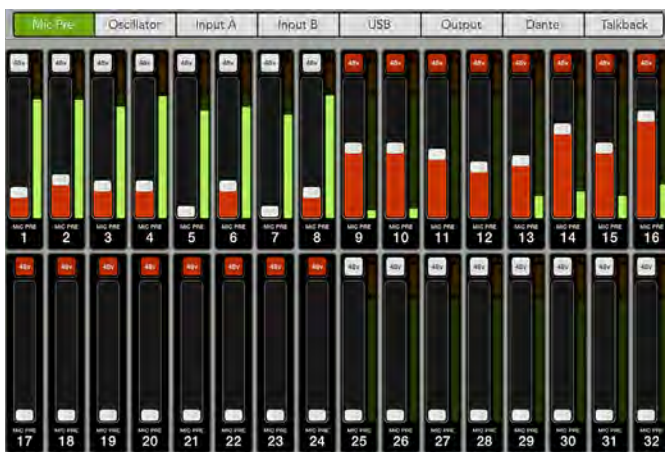 Mic Pre Oscillator Input A Input B USB Output Dante Talkback
48v 48v 48v 48v 48v 48v 48v 48v 48v 48v 48v 48v 48v 48v 48v 48v
MIC PRE MIC PRE MIC PRE MIC PRE MIC PRE MIC PRE MIC PRE MIC PRE MIC PRE MIC PRE MIC PRE MIC PRE MIC PRE MIC PRE MIC PRE MIC PRE
1 2 3 4 5 6 7 8 9 10 11 12 13 14 15 16
48v 48v 48v 48v 48v 48v 48v 48v 48v 48v 48v 48v 48v 48v 48v 48v
MIC PRE MIC PRE MIC PRE MIC PRE MIC PRE MIC PRE MIC PRE MIC PRE MIC PRE MIC PRE MIC PRE MIC PRE MIC PRE MIC PRE MIC PRE MIC PRE
17 18 19 20 21 22 23 24 25 26 27 28 29 30 31 32